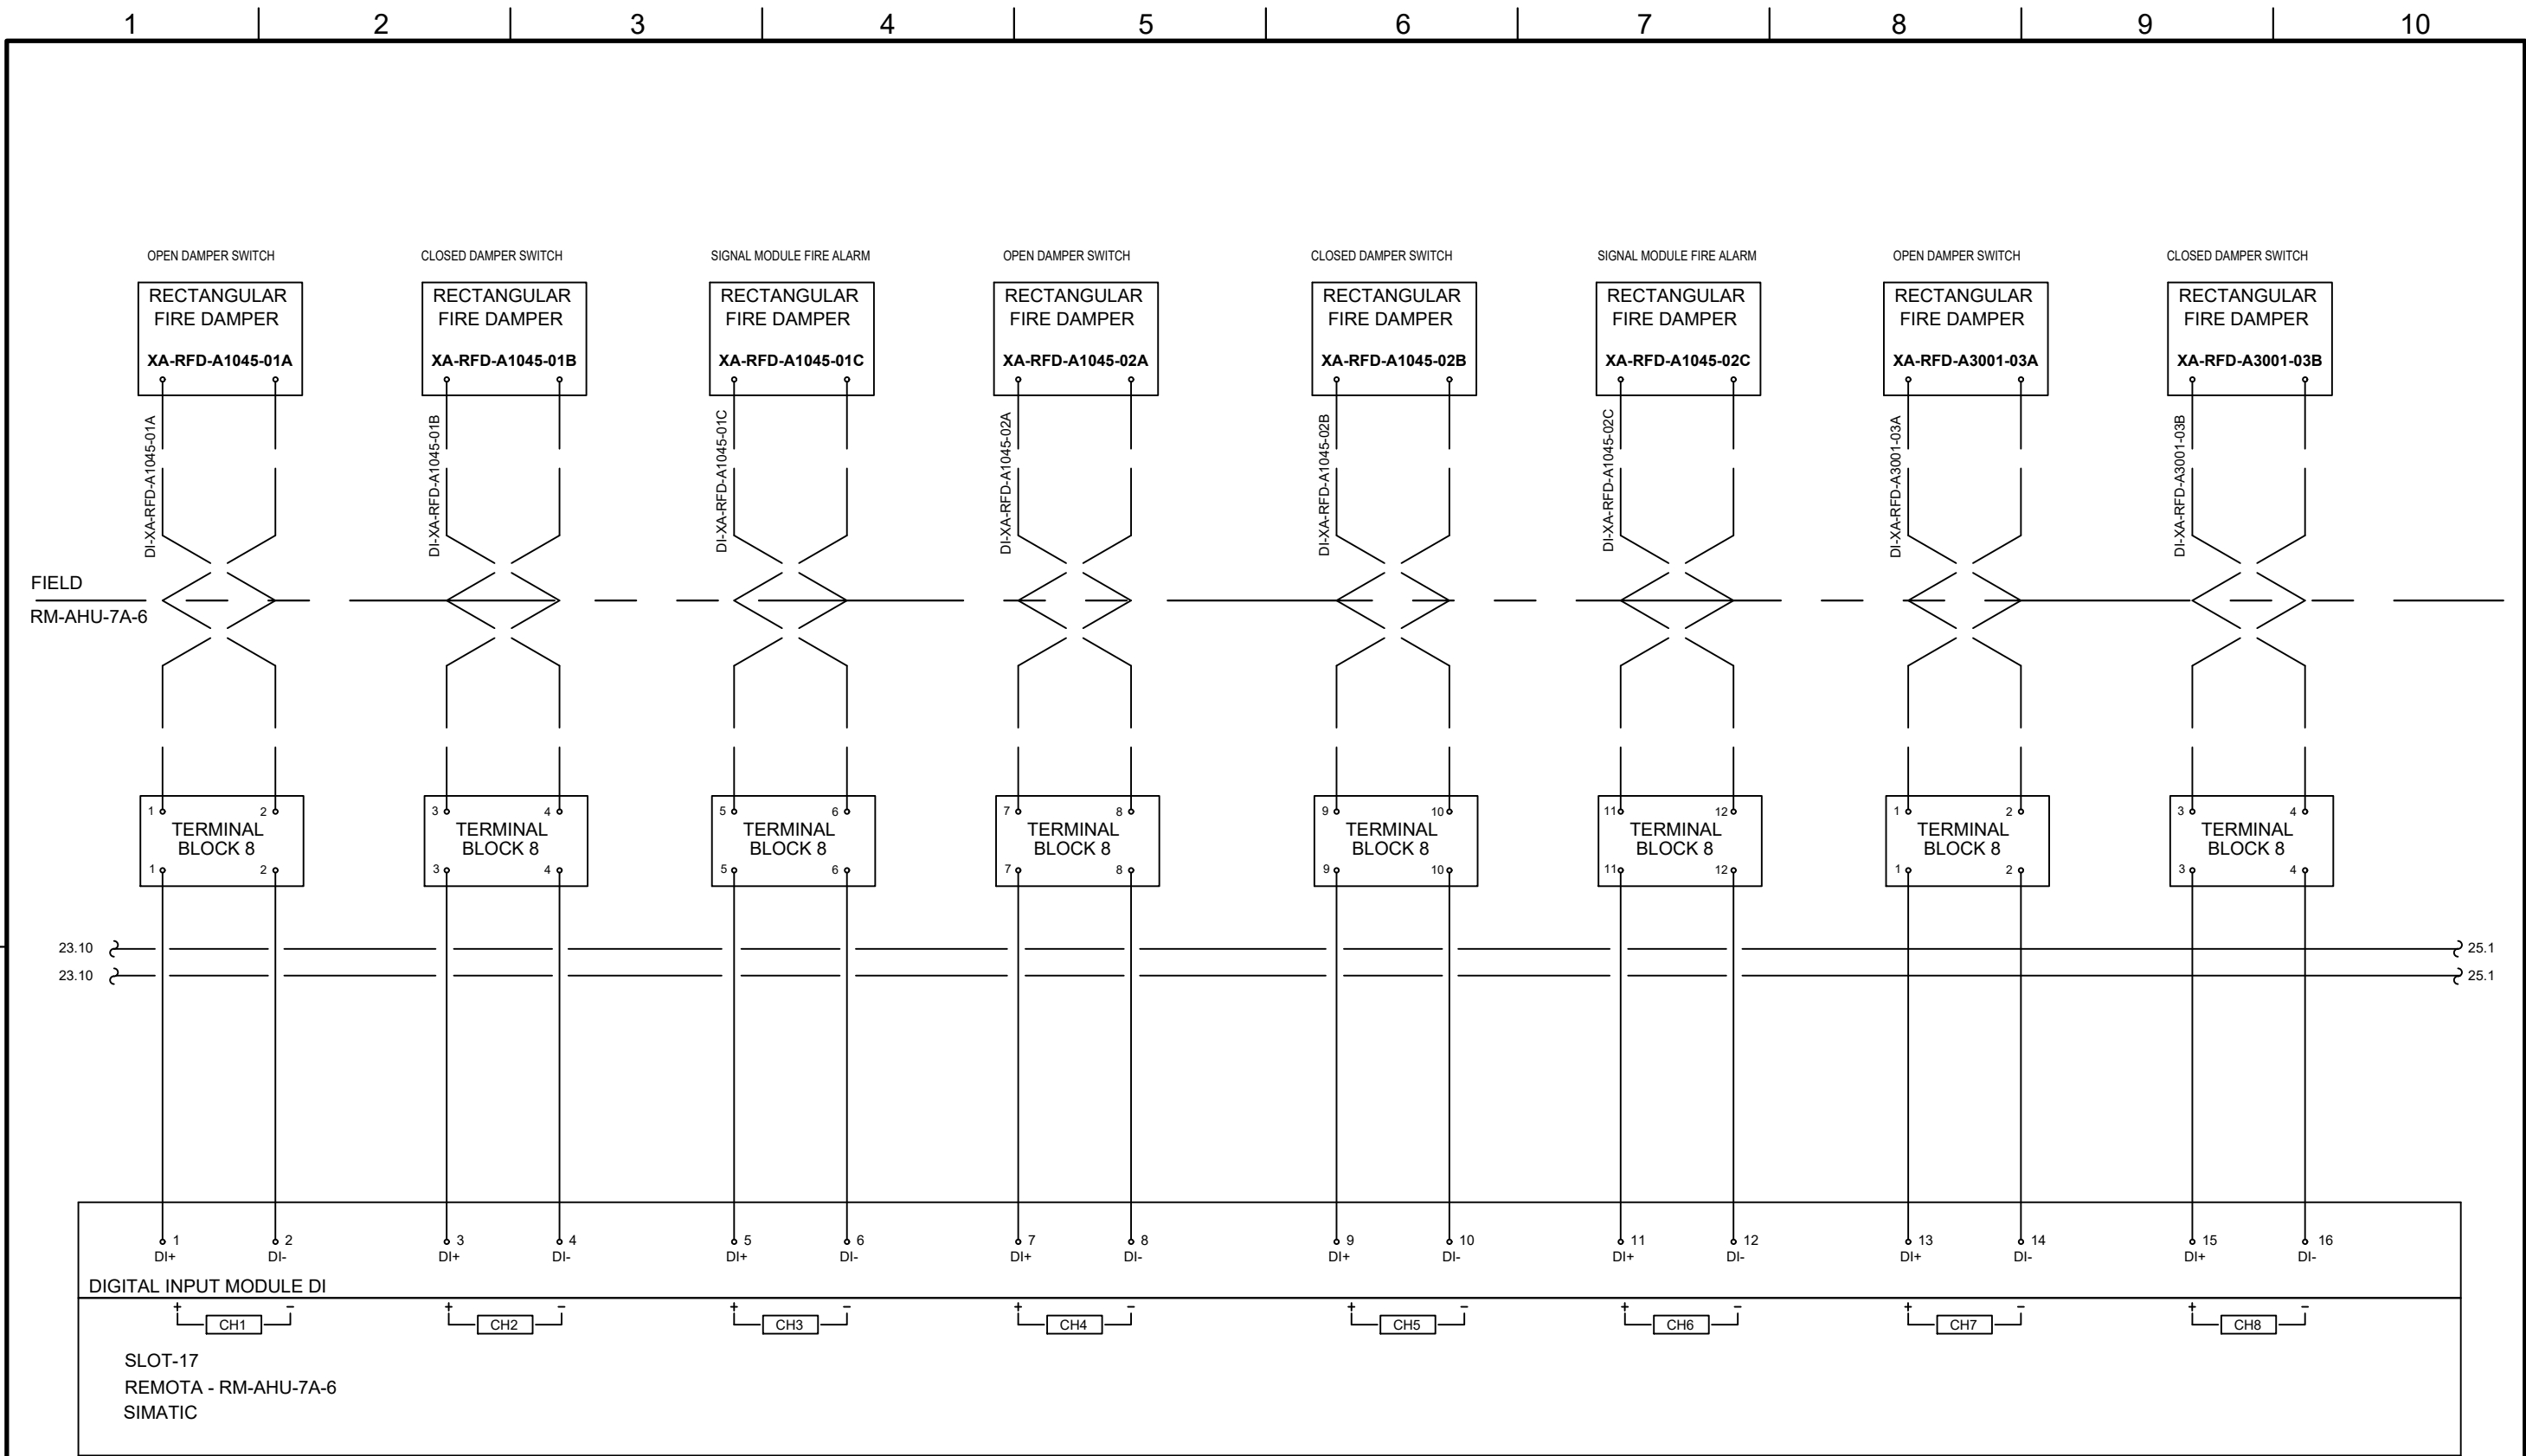 1 2 3 4 5 6 7 8 9 10
OPEN DAMPER SWITCH CLOSED DAMPER SWITCH SIGNAL MODULE FIRE ALARM OPEN DAMPER SWITCH CLOSED DAMPER SWITCH SIGNAL MODULE FIRE ALARM OPEN DAMPER SWITCH CLOSED DAMPER SWITCH
RECTANGULAR RECTANGULAR RECTANGULAR RECTANGULAR RECTANGULAR RECTANGULAR RECTANGULAR RECTANGULAR
FIRE DAMPER FIRE DAMPER FIRE DAMPER FIRE DAMPER FIRE DAMPER FIRE DAMPER FIRE DAMPER FIRE DAMPER
XA-RFD-A1045-01A XA-RFD-A1045-01B XA-RFD-A1045-01C XA-RFD-A1045-02A XA-RFD-A1045-02B XA-RFD-A1045-02C XA-RFD-A3001-03A XA-RFD-A3001-03B
DI-XA-RFD-A1045-01A DI-XA-RFD-A1045-01B DI-XA-RFD-A1045-01C DI-XA-RFD-A1045-02A DI-XA-RFD-A1045-02B DI-XA-RFD-A1045-02C DI-XA-RFD-A3001-03A DI-XA-RFD-A3001-03B
FIELD
RM-AHU-7A-6
1 2 3 4 5 6 7 8 9 10 11 12 1 2 3 4
TERMINAL TERMINAL TERMINAL TERMINAL TERMINAL TERMINAL TERMINAL TERMINAL
BLOCK 8 BLOCK 8 BLOCK 8 BLOCK 8 BLOCK 8 BLOCK 8 BLOCK 8 BLOCK 8
1 2 3 4 5 6 7 8 9 10 11 12 1 2 3 4
23.10 25.1
23.10 25.1
1 2 3 4 5 6 7 8 9 10 11 12 13 14 15 16
DI+ DI- DI+ DI- DI+ DI- DI+ DI- DI+ DI- DI+ DI- DI+ DI- DI+ DI-
DIGITAL INPUT MODULE DI
+ − + − + − + − + − + − + − + −
CH1 CH2 CH3 CH4 CH5 CH6 CH7 CH8
SLOT-17
REMOTA - RM-AHU-7A-6
SIMATIC